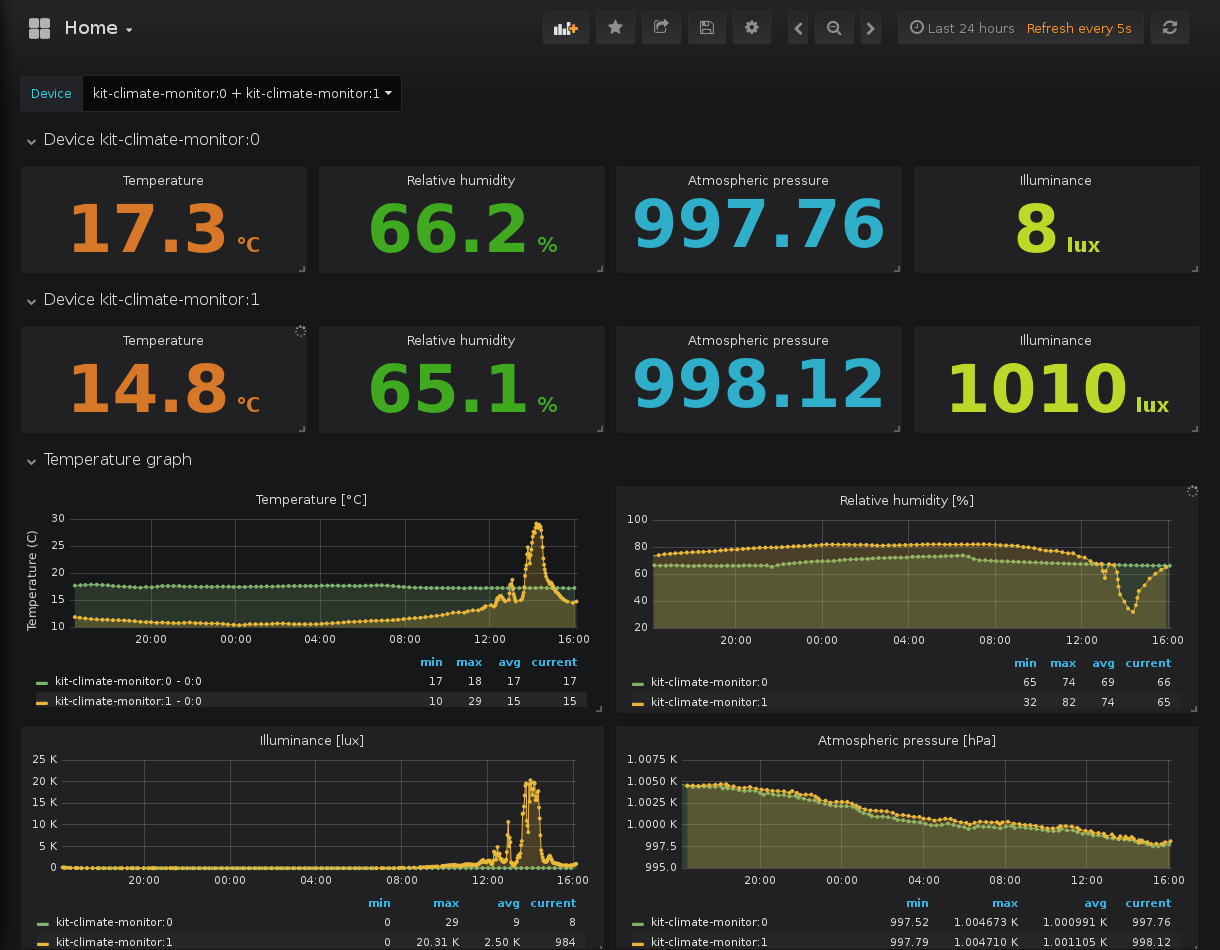 Home
Last 24 hours Refresh every 5s
Device kit-climate-monitor:0 + kit-climate-monitor:1
Device kit-climate-monitor:0
Temperature Relative humidity Atmospheric pressure Illuminance
17.3 °C 66.2 % 997.76 8 lux
Device kit-climate-monitor:1
Temperature Relative humidity Atmospheric pressure Illuminance
14.8 °C 65.1 % 998.12 1010 lux
Temperature graph
Temperature [°C]
Temperature (C)
30
25
20
15
10
20:00 00:00 04:00 08:00 12:00 16:00
min max avg current
kit-climate-monitor:0 - 0:0 17 18 17 17
kit-climate-monitor:1 - 0:0 10 29 15 15
Relative humidity [%]
100
80
60
40
20
20:00 00:00 04:00 08:00 12:00 16:00
min max avg current
kit-climate-monitor:0 65 74 69 66
kit-climate-monitor:1 32 82 74 65
Illuminance [lux]
25 K
20 K
15 K
10 K
5 K
0
20:00 00:00 04:00 08:00 12:00 16:00
min max avg current
kit-climate-monitor:0 0 29 9 8
kit-climate-monitor:1 0 20.31 K 2.50 K 984
Atmospheric pressure [hPa]
1.0075 K
1.0050 K
1.0025 K
1.0000 K
997.5
995.0
20:00 00:00 04:00 08:00 12:00 16:00
min max avg current
kit-climate-monitor:0 997.52 1.004673 K 1.000991 K 997.76
kit-climate-monitor:1 997.79 1.004710 K 1.001105 K 998.12